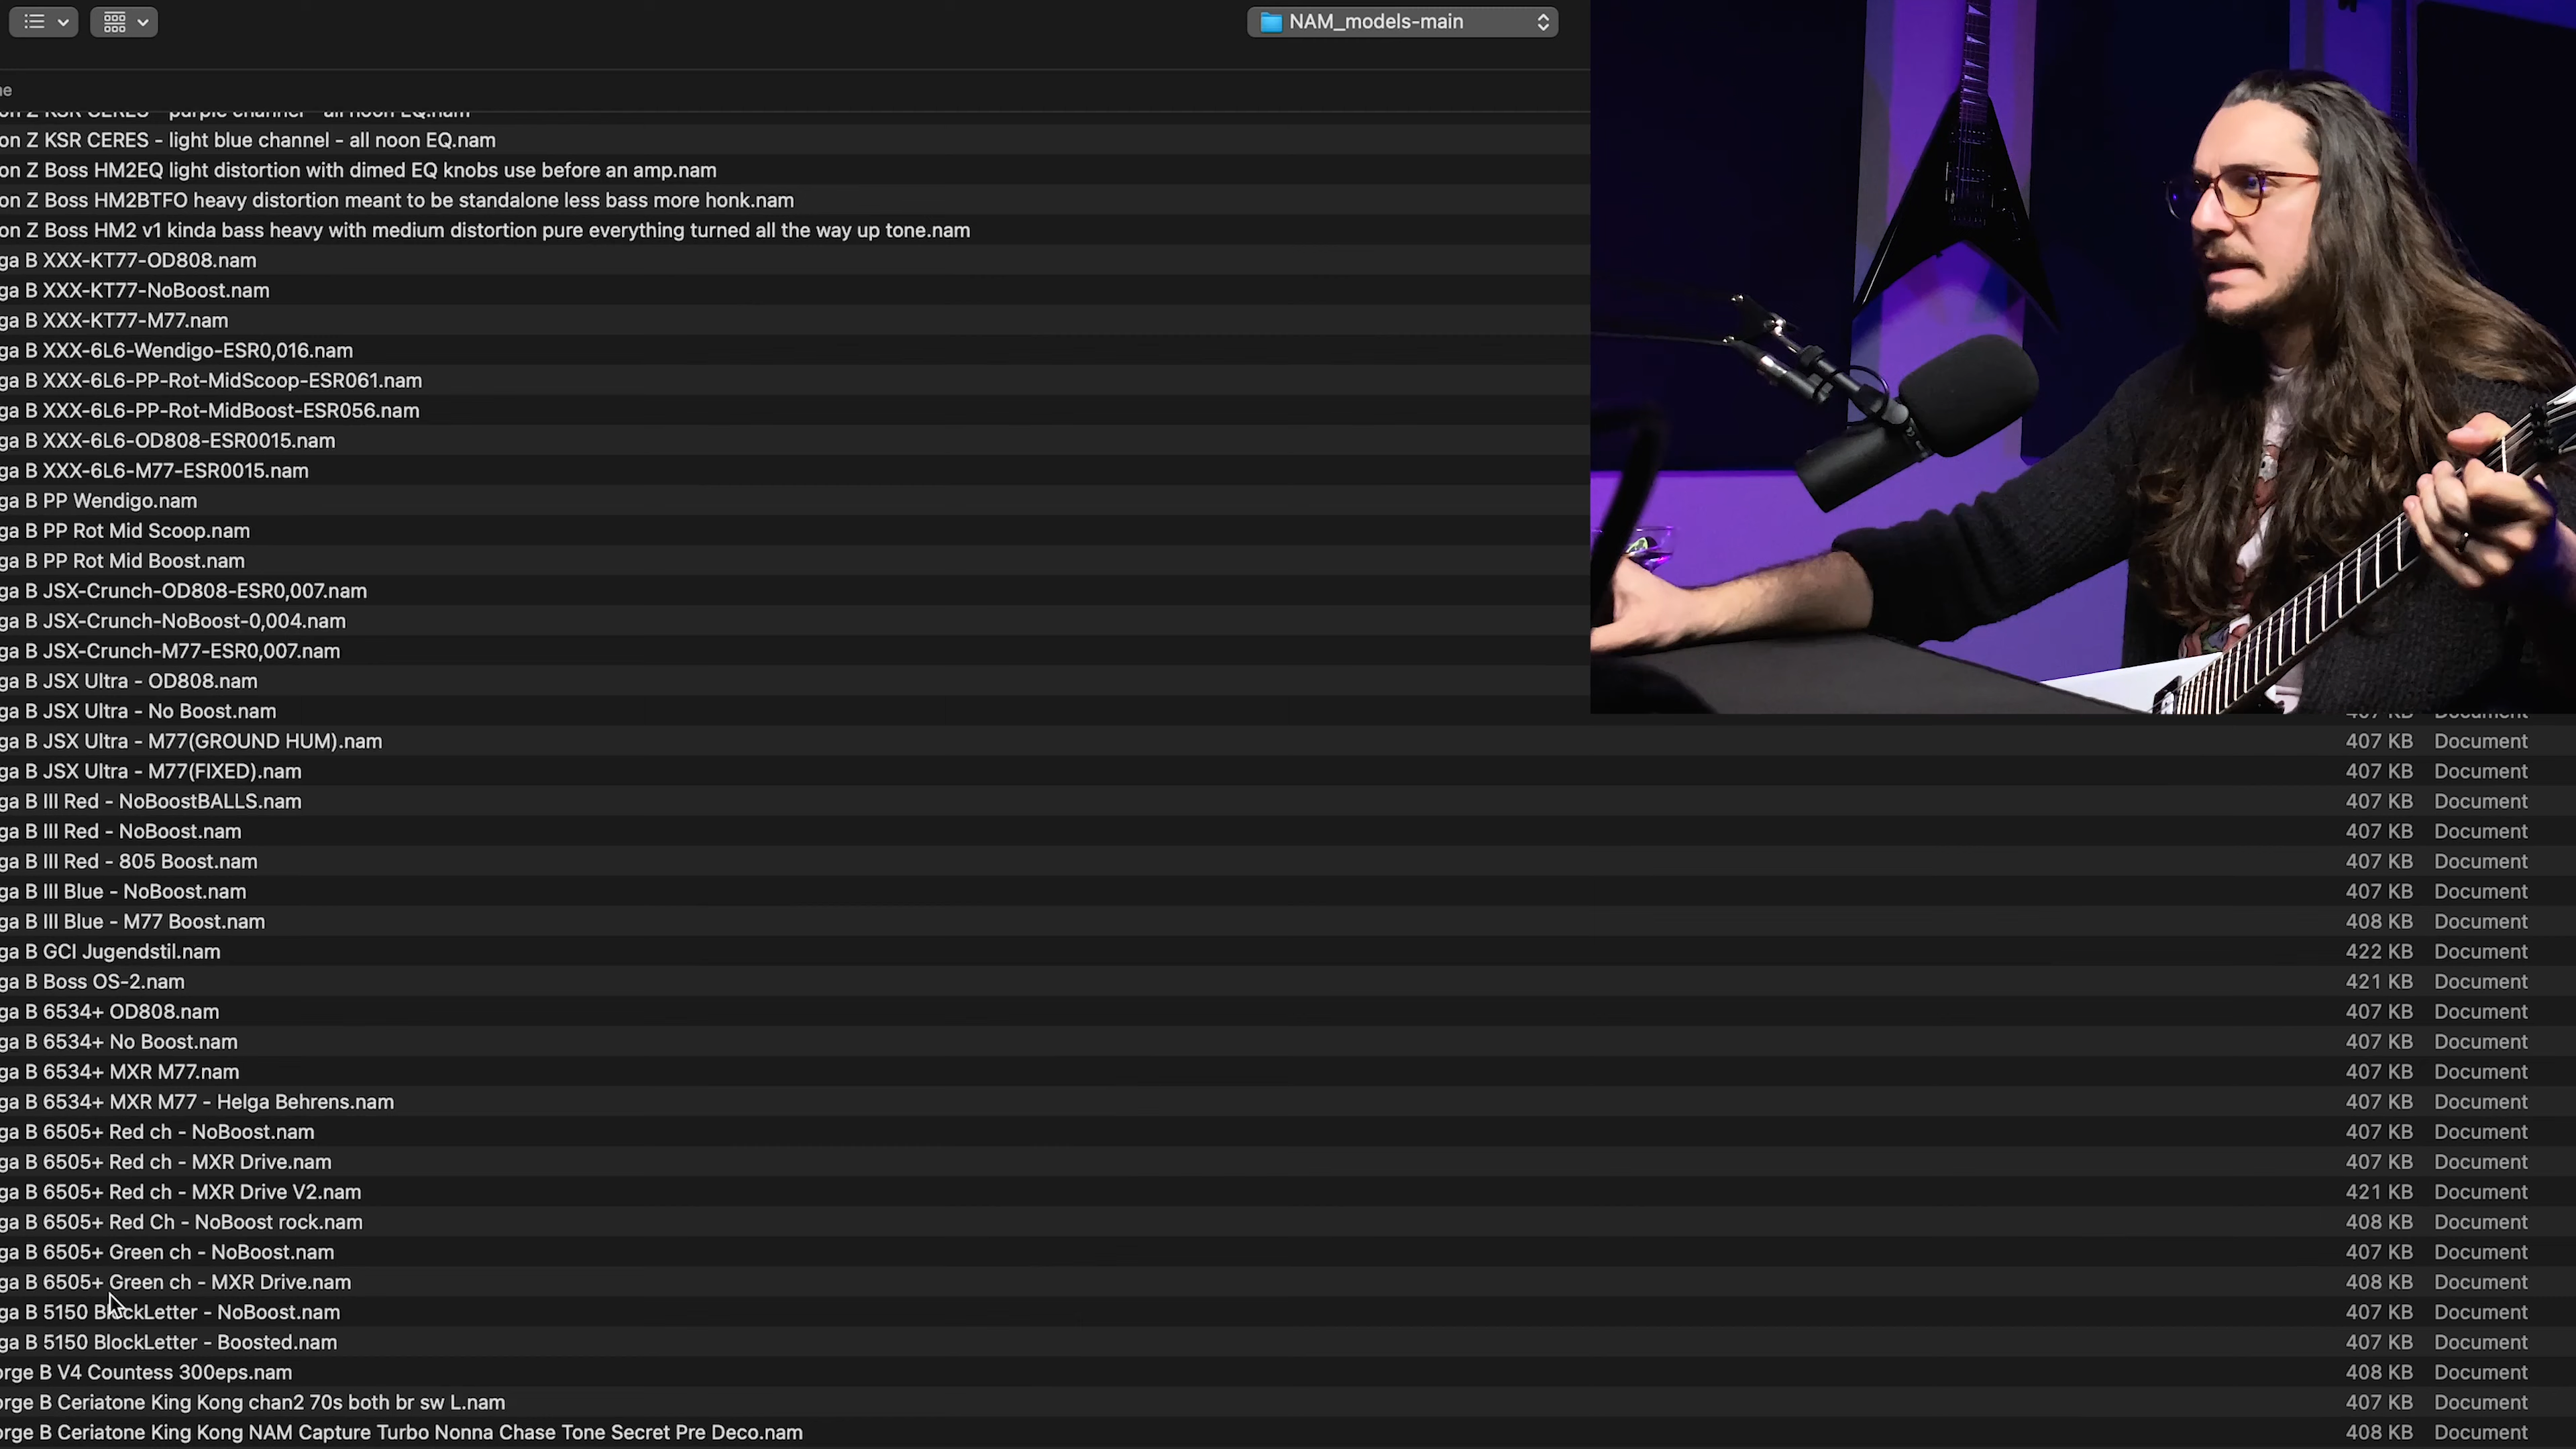 NAM_models-main
ne
on Z KSR CERES - purple channel - all noon EQ.nam
on Z KSR CERES - light blue channel - all noon EQ.nam
on Z Boss HM2EQ light distortion with dimed EQ knobs use before an amp.nam
on Z Boss HM2BTFO heavy distortion meant to be standalone less bass more honk.nam
on Z Boss HM2 v1 kinda bass heavy with medium distortion pure everything turned all the way up tone.nam
ga B XXX-KT77-OD808.nam
ga B XXX-KT77-NoBoost.nam
ga B XXX-KT77-M77.nam
ga B XXX-6L6-Wendigo-ESR0,016.nam
ga B XXX-6L6-PP-Rot-MidScoop-ESR061.nam
ga B XXX-6L6-PP-Rot-MidBoost-ESR056.nam
ga B XXX-6L6-OD808-ESR0015.nam
ga B XXX-6L6-M77-ESR0015.nam
ga B PP Wendigo.nam
ga B PP Rot Mid Scoop.nam
ga B PP Rot Mid Boost.nam
ga B JSX-Crunch-OD808-ESR0,007.nam
ga B JSX-Crunch-NoBoost-0,004.nam
ga B JSX-Crunch-M77-ESR0,007.nam
ga B JSX Ultra - OD808.nam
ga B JSX Ultra - No Boost.nam 407 KB Document
ga B JSX Ultra - M77(GROUND HUM).nam 407 KB Document
ga B JSX Ultra - M77(FIXED).nam 407 KB Document
ga B III Red - NoBoostBALLS.nam 407 KB Document
ga B III Red - NoBoost.nam 407 KB Document
ga B III Red - 805 Boost.nam 407 KB Document
ga B III Blue - NoBoost.nam 407 KB Document
ga B III Blue - M77 Boost.nam 408 KB Document
ga B GCI Jugendstil.nam 422 KB Document
ga B Boss OS-2.nam 421 KB Document
ga B 6534+ OD808.nam 407 KB Document
ga B 6534+ No Boost.nam 407 KB Document
ga B 6534+ MXR M77.nam 407 KB Document
ga B 6534+ MXR M77 - Helga Behrens.nam 407 KB Document
ga B 6505+ Red ch - NoBoost.nam 407 KB Document
ga B 6505+ Red ch - MXR Drive.nam 407 KB Document
ga B 6505+ Red ch - MXR Drive V2.nam 421 KB Document
ga B 6505+ Red Ch - NoBoost rock.nam 408 KB Document
ga B 6505+ Green ch - NoBoost.nam 407 KB Document
ga B 6505+ Green ch - MXR Drive.nam 408 KB Document
ga B 5150 BlockLetter - NoBoost.nam 407 KB Document
ga B 5150 BlockLetter - Boosted.nam 407 KB Document
orge B V4 Countess 300eps.nam 408 KB Document
orge B Ceriatone King Kong chan2 70s both br sw L.nam 407 KB Document
orge B Ceriatone King Kong NAM Capture Turbo Nonna Chase Tone Secret Pre Deco.nam 408 KB Document